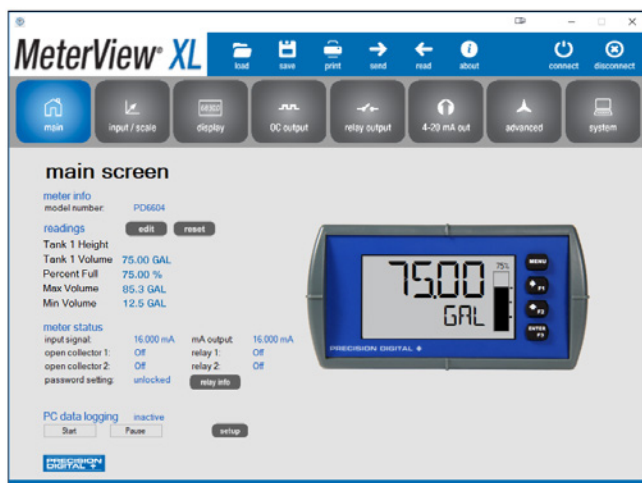 MeterView® XL
load save print send read about connect disconnect
main input / scale display OC output relay output 4-20 mA out advanced system
main screen
meter info
model number: PD6604
readings edit reset
Tank 1 Height
Tank 1 Volume 75.00 GAL
Percent Full 75.00 %
Max Volume 85.3 GAL
Min Volume 12.5 GAL
meter status
input signal: 16.000 mA mA output: 16.000 mA
open collector 1: Off relay 1: Off
open collector 2: Off relay 2: Off
password setting: unlocked relay info
PC data logging inactive
Start Pause setup
PRECISION
DIGITAL
75.00
GAL
75%
MENU
F1
F2
ENTER
F3
PRECISION DIGITAL